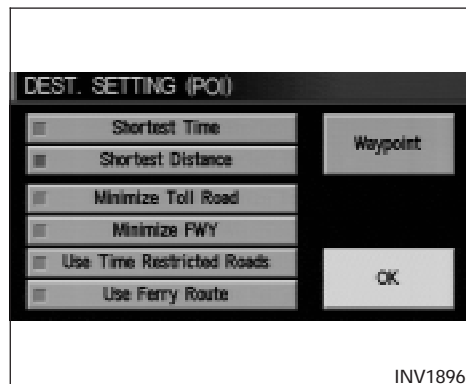 DEST. SETTING (POI)
Shortest Time
Shortest Distance
Waypoint
Minimize Toll Road
Minimize FWY
Use Time Restricted Roads
Use Ferry Route
OK
INV1896